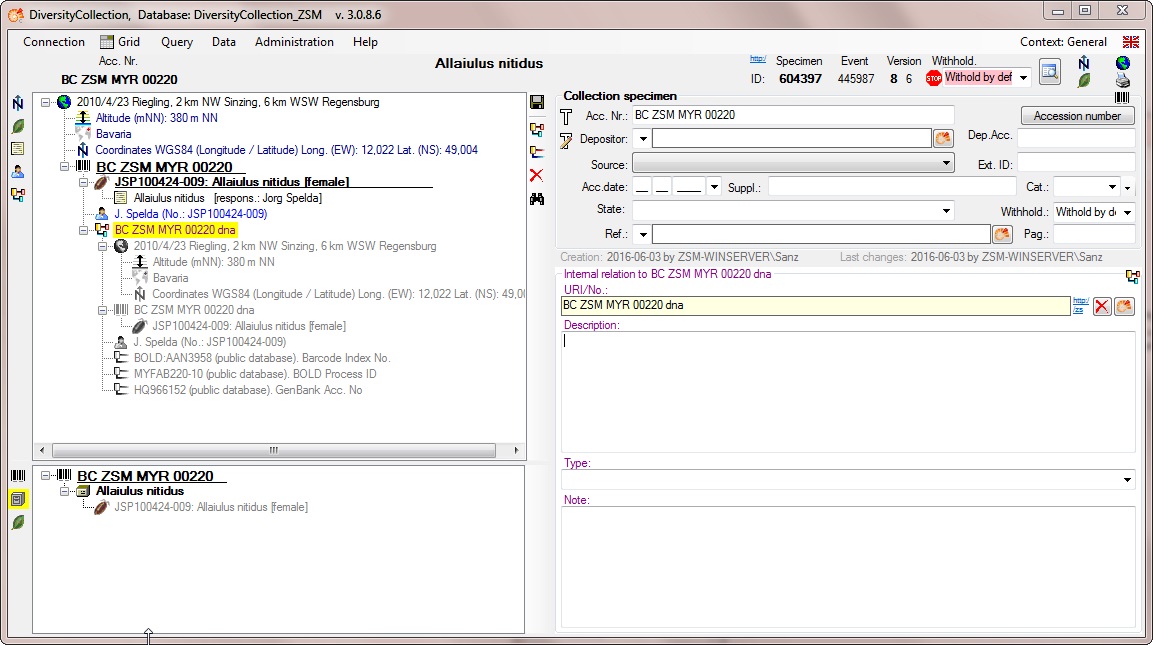 DiversityCollection, Database: DiversityCollection_ZSM v. 3.0.8.6
Connection Grid Query Data Administration Help Context: General
Acc. Nr.
BC ZSM MYR 00220
Allaiulus nitidus
http:/ Specimen Event Version Withhold.
ID: 604397 445987 8 6 STOP Withold by def
2010/4/23 Riegling, 2 km NW Sinzing, 6 km WSW Regensburg
Altitude (mNN): 380 m NN
Bavaria
Coordinates WGS84 (Longitude / Latitude) Long. (EW): 12,022 Lat. (NS): 49,004
BC ZSM MYR 00220
JSP100424-009: Allaiulus nitidus [female]
Allaiulus nitidus [respons.: Jorg Spelda]
J. Spelda (No.: JSP100424-009)
BC ZSM MYR 00220 dna
2010/4/23 Riegling, 2 km NW Sinzing, 6 km WSW Regensburg
Altitude (mNN): 380 m NN
Bavaria
Coordinates WGS84 (Longitude / Latitude) Long. (EW): 12,022 Lat. (NS): 49,0(
BC ZSM MYR 00220 dna
JSP100424-009: Allaiulus nitidus [female]
J. Spelda (No.: JSP100424-009)
BOLD:AAN3958 (public database). Barcode Index No.
MYFAB220-10 (public database). BOLD Process ID
HQ966152 (public database). GenBank Acc. No
BC ZSM MYR 00220
Allaiulus nitidus
JSP100424-009: Allaiulus nitidus [female]
Collection specimen
Acc. Nr.: BC ZSM MYR 00220 Accession number
Depositor: Dep.Acc.
Source: Ext. ID:
Acc.date: __ __ ____ Suppl.: Cat.:
State: Withhold.: Withold by de
Ref.: Pag.:
Creation: 2016-06-03 by ZSM-WINSERVER\Sanz Last changes: 2016-06-03 by ZSM-WINSERVER\Sanz
Internal relation to BC ZSM MYR 00220 dna
URI/No.:
BC ZSM MYR 00220 dna http:/ /zs
Description:
Type:
Note: